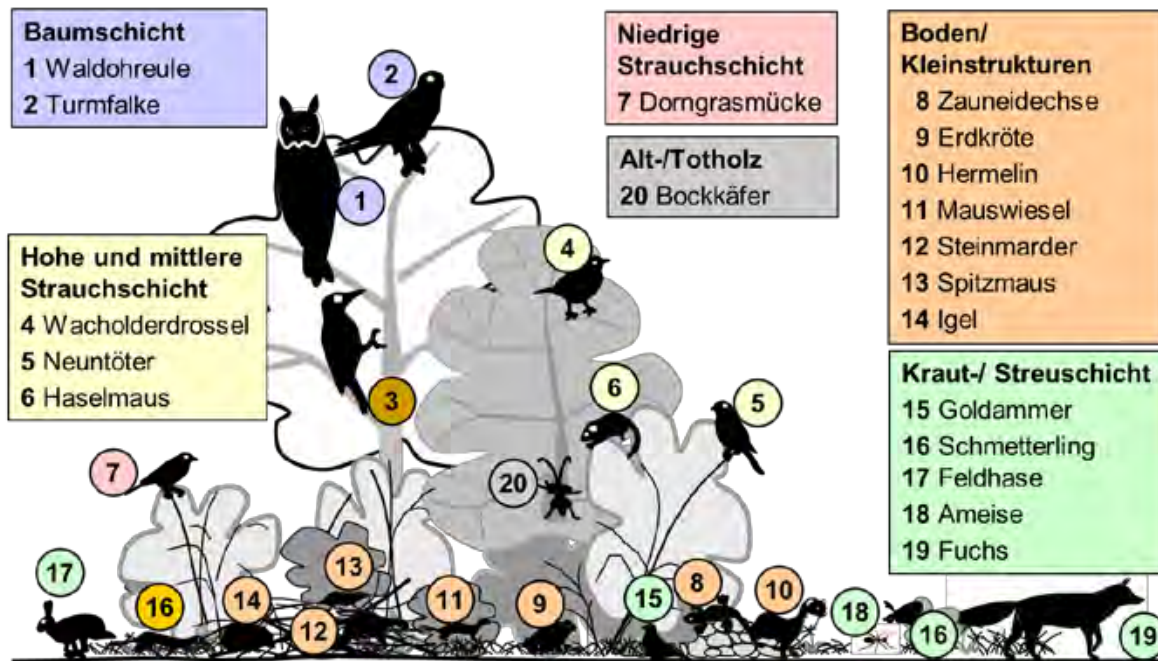 Baumschicht
1 Waldohreule
2 Turmfalke
Niedrige
Strauchschicht
7 Dorngrasmücke
Alt-/Totholz
20 Bockkäfer
Boden/
Kleinstrukturen
8 Zauneidechse
9 Erdkröte
10 Hermelin
11 Mauswiesel
12 Steinmarder
13 Spitzmaus
14 Igel
Hohe und mittlere
Strauchschicht
4 Wacholderdrossel
5 Neuntöter
6 Haselmaus
Kraut-/ Streuschicht
15 Goldammer
16 Schmetterling
17 Feldhase
18 Ameise
19 Fuchs
2
1
4
3
6
5
7
20
17
16
14
13
12
11
9
15
8
10
18
16
19